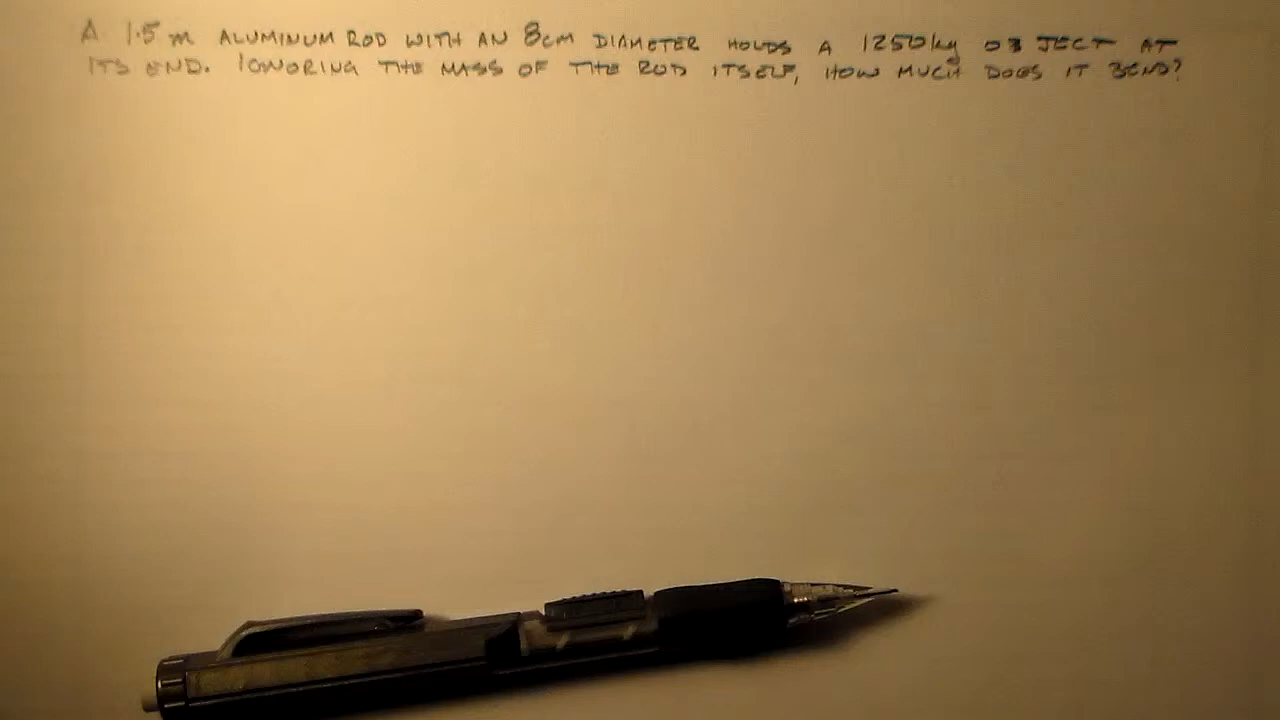 A 1.5 m ALUMINUM ROD WITH AN 8cm DIAMETER HOLDS A 1250kg OBJECT AT
ITS END. IGNORING THE MASS OF THE ROD ITSELF, HOW MUCH DOES IT BEND?